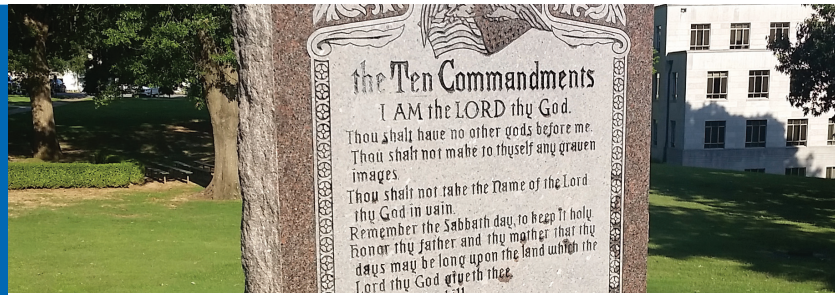 the Ten Commandments
I AM the LORD thy God.
Thou shalt have no other gods before me.
Thou shalt not make to thyself any graven
images.
Thou shalt not take the Name of the Lord
thy God in vain.
Remember the Sabbath day, to keep it holy
Honor thy father and thy mother that thy
days may be long upon the land which the
Lord thy God giveth thee.